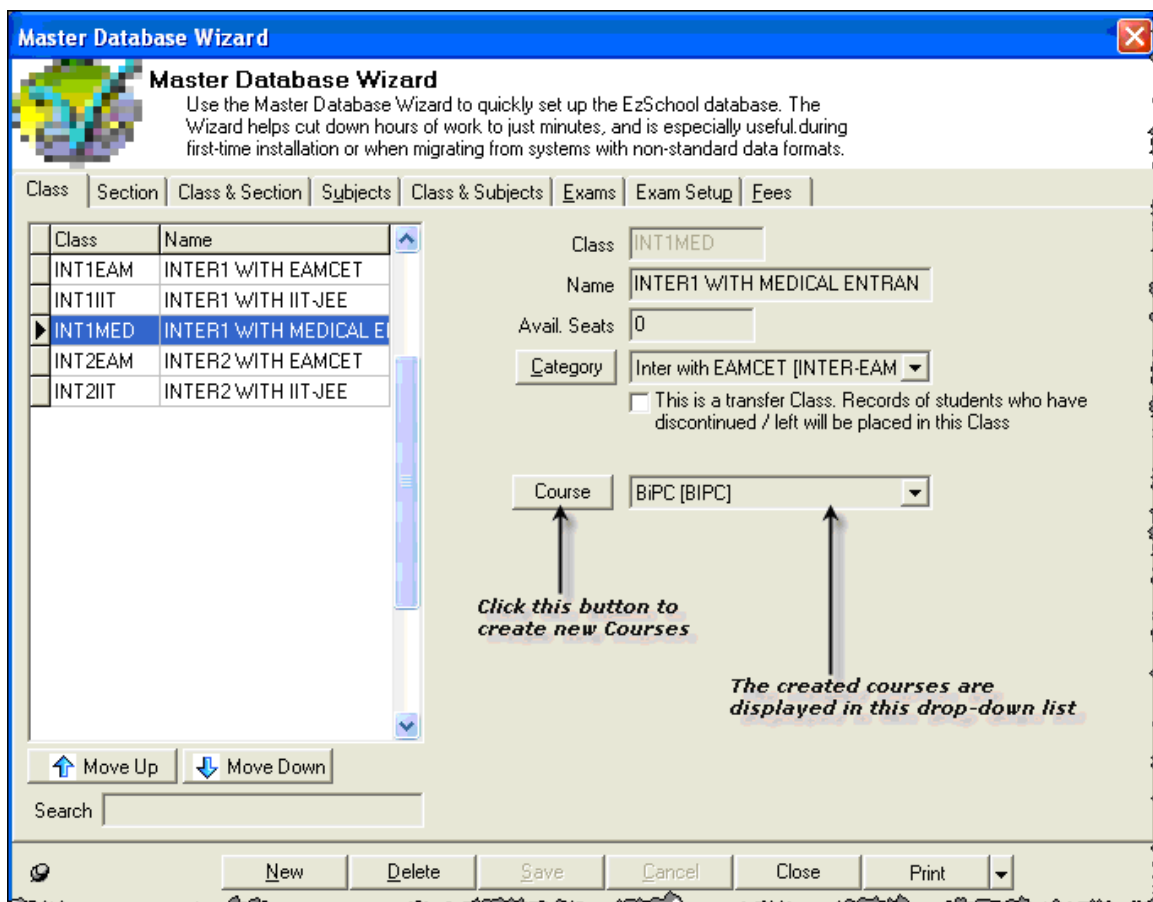 Master Database Wizard
Master Database Wizard
Use the Master Database Wizard to quickly set up the EzSchool database. The
Wizard helps cut down hours of work to just minutes, and is especially useful.during
first-time installation or when migrating from systems with non-standard data formats.
Class Section Class & Section Subjects Class & Subjects Exams Exam Setup Fees
Class Name
INT1EAM INTER1 WITH EAMCET
INT1IIT INTER1 WITH IIT-JEE
INT1MED INTER1 WITH MEDICAL E
INT2EAM INTER2 WITH EAMCET
INT2IIT INTER2 WITH IIT-JEE
Move Up Move Down
Search
Class INT1MED
Name INTER1 WITH MEDICAL ENTRAN
Avail. Seats 0
Category Inter with EAMCET [INTER-EAM
This is a transfer Class. Records of students who have
discontinued / left will be placed in this Class
Course BiPC [BIPC]
Click this button to
create new Courses
The created courses are
displayed in this drop-down list
New Delete Save Cancel Close Print